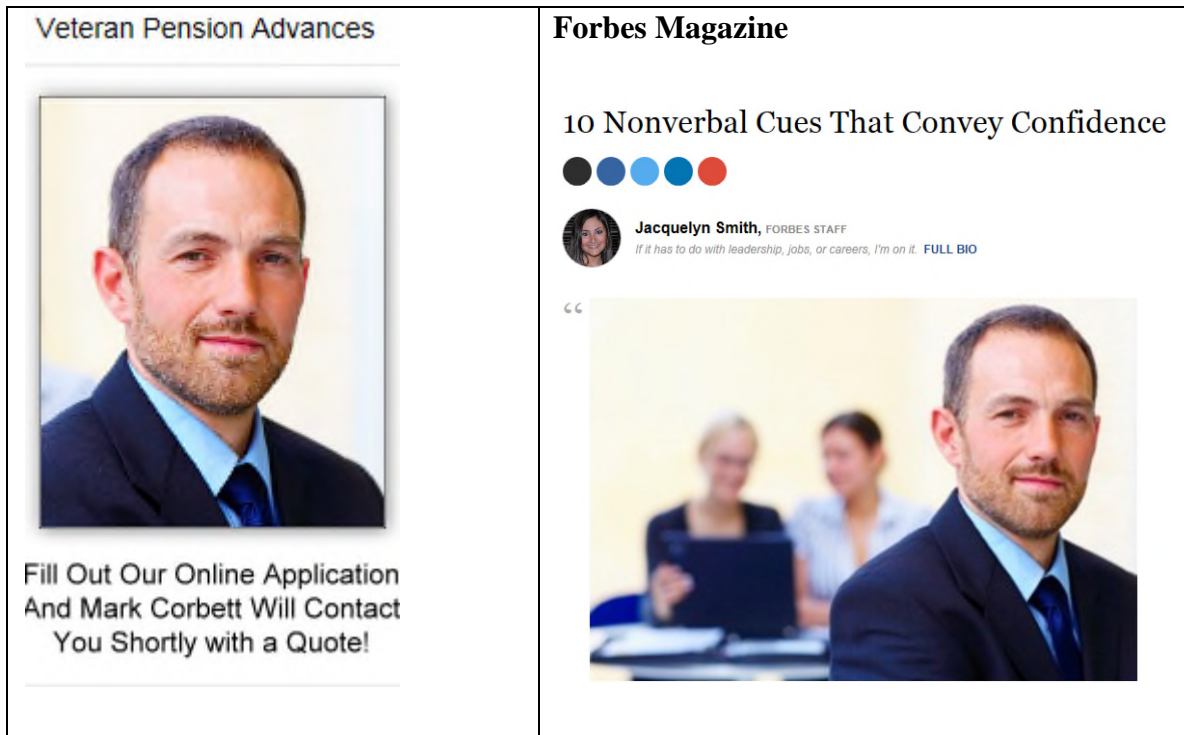 Veteran Pension Advances
Fill Out Our Online Application
And Mark Corbett Will Contact
You Shortly with a Quote!
Forbes Magazine
10 Nonverbal Cues That Convey Confidence
Jacquelyn Smith, FORBES STAFF
If it has to do with leadership, jobs, or careers, I'm on it. FULL BIO
“